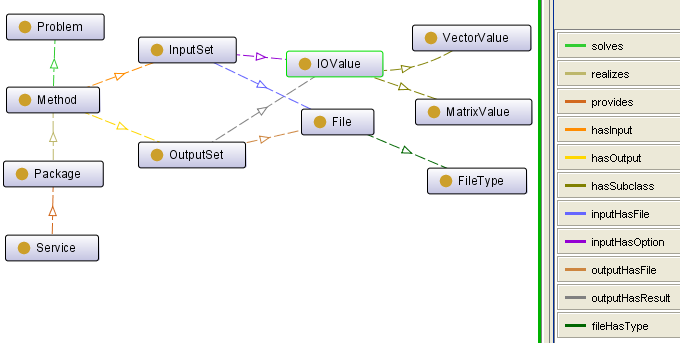 Problem
InputSet
IOValue
VectorValue
Method
MatrixValue
File
OutputSet
Package
FileType
Service
solves
realizes
provides
hasInput
hasOutput
hasSubclass
inputHasFile
inputHasOption
outputHasFile
outputHasResult
fileHasType